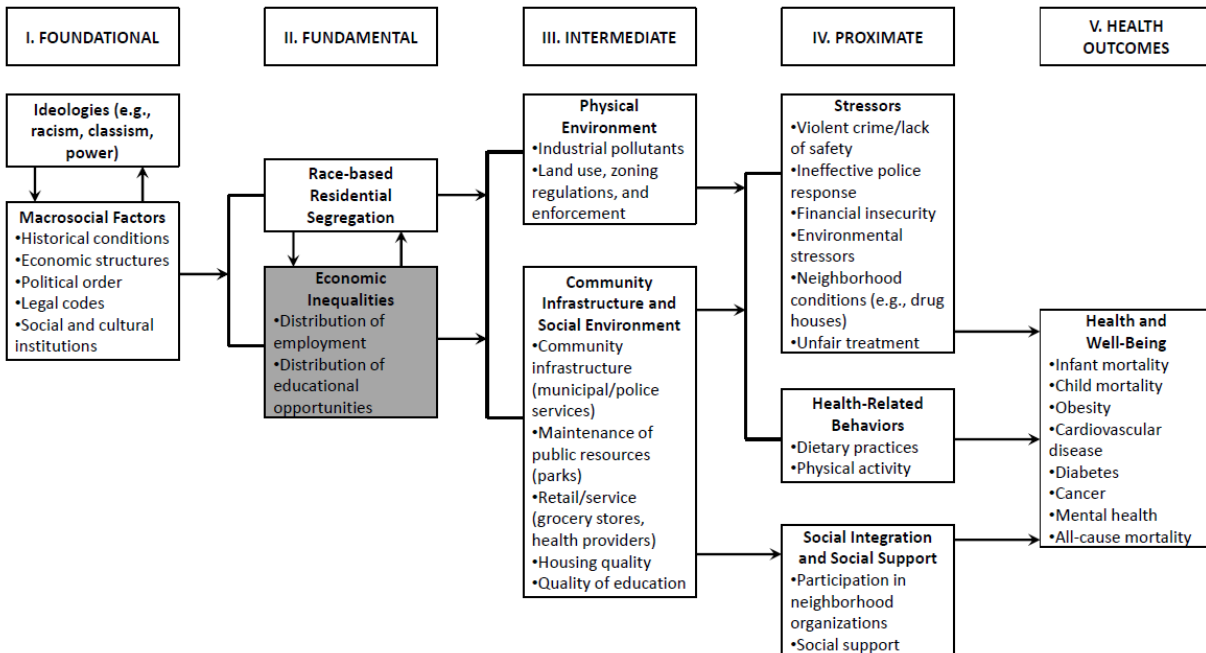 I. FOUNDATIONAL
II. FUNDAMENTAL
III. INTERMEDIATE
IV. PROXIMATE
V. HEALTH
OUTCOMES
Ideologies (e.g.,
racism, classism,
power)
Macrosocial Factors
•Historical conditions
•Economic structures
•Political order
•Legal codes
•Social and cultural
institutions
Race-based
Residential
Segregation
Economic
Inequalities
•Distribution of
employment
•Distribution of
educational
opportunities
Physical
Environment
•Industrial pollutants
•Land use, zoning
regulations, and
enforcement
Community
Infrastructure and
Social Environment
•Community
infrastructure
(municipal/police
services)
•Maintenance of
public resources
(parks)
•Retail/service
(grocery stores,
health providers)
•Housing quality
•Quality of education
Stressors
•Violent crime/lack
of safety
•Ineffective police
response
•Financial insecurity
•Environmental
stressors
•Neighborhood
conditions (e.g., drug
houses)
•Unfair treatment
Health-Related
Behaviors
•Dietary practices
•Physical activity
Social Integration
and Social Support
•Participation in
neighborhood
organizations
•Social support
Health and
Well-Being
•Infant mortality
•Child mortality
•Obesity
•Cardiovascular
disease
•Diabetes
•Cancer
•Mental health
•All-cause mortality